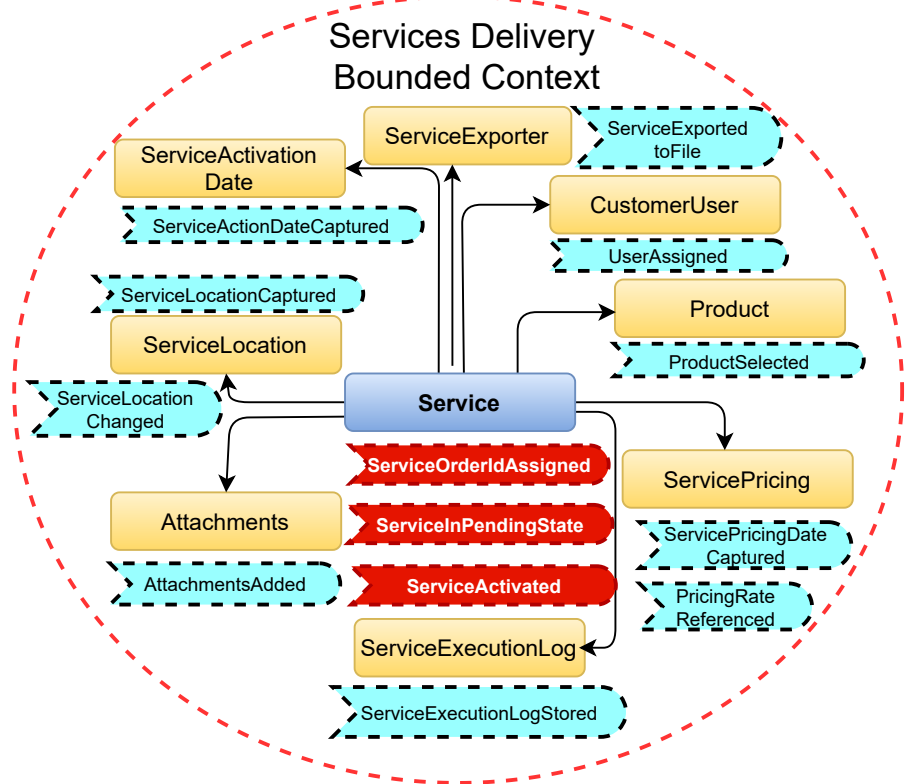 Services Delivery
Bounded Context
ServiceExporter
ServiceExported
toFile
ServiceActivation
Date
ServiceActionDateCaptured
CustomerUser
UserAssigned
ServiceLocationCaptured
ServiceLocation
ServiceLocation
Changed
Product
ProductSelected
Service
ServiceOrderIdAssigned
ServiceInPendingState
ServiceActivated
ServicePricing
ServicePricingDate
Captured
PricingRate
Referenced
Attachments
AttachmentsAdded
ServiceExecutionLog
ServiceExecutionLogStored